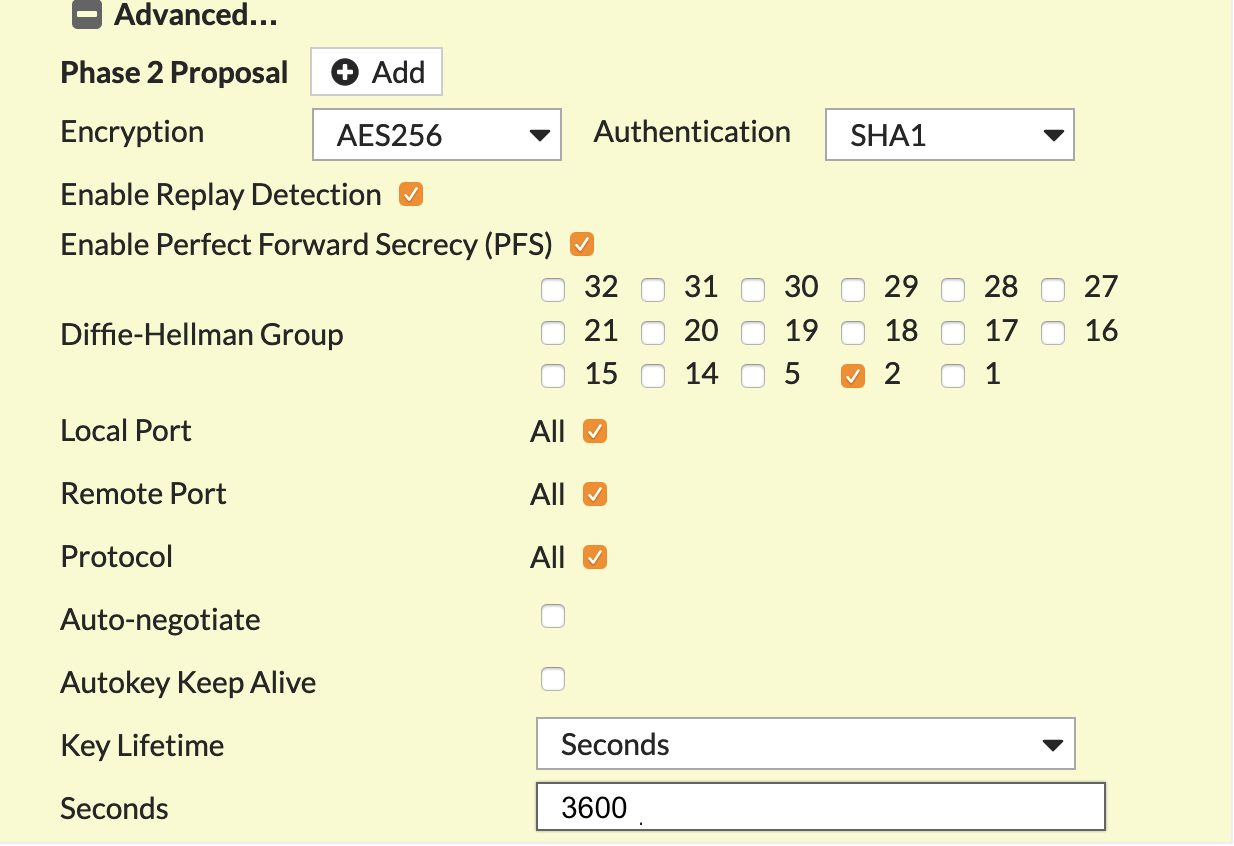 Advanced...
Phase 2 Proposal Add
Encryption AES256 Authentication SHA1
Enable Replay Detection
Enable Perfect Forward Secrecy (PFS)
32 31 30 29 28 27
Diffie-Hellman Group 21 20 19 18 17 16
15 14 5 2 1
Local Port All
Remote Port All
Protocol All
Auto-negotiate
Autokey Keep Alive
Key Lifetime Seconds
Seconds 3600